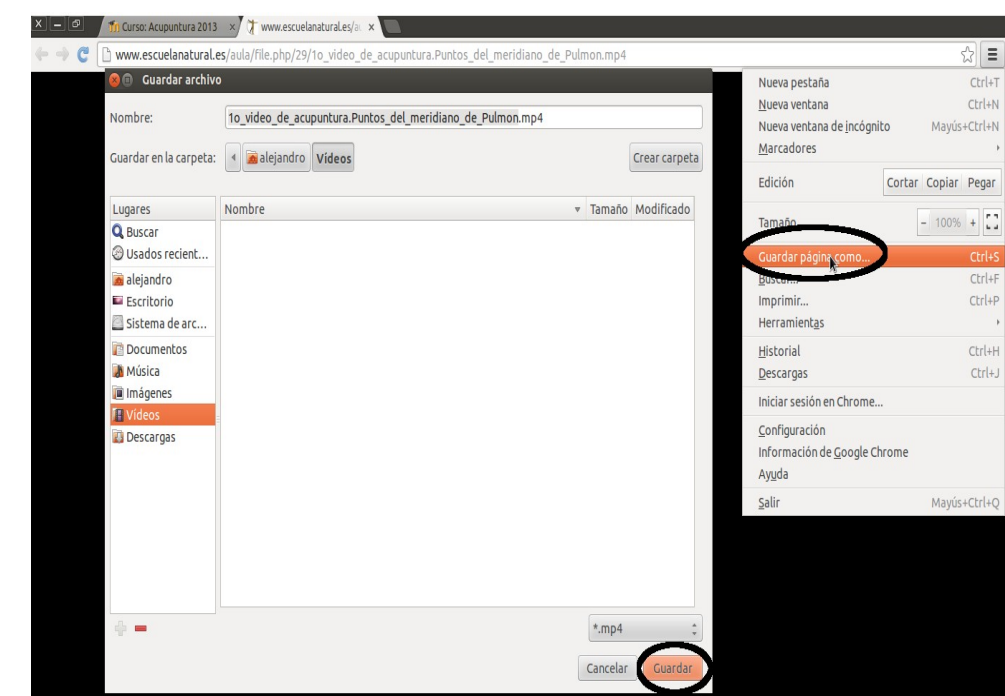 X
Curso: Acupuntura 2013 x
www.escuelanatural.es/a x
www.escuelanatural.es/aula/file.php/29/1o_video_de_acupuntura.Puntos_del_meridiano_de_Pulmon.mp4
Guardar archivo
Nombre: 1o_video_de_acupuntura.Puntos_del_meridiano_de_Pulmon.mp4
Guardar en la carpeta: alejandro Vídeos Crear carpeta
Lugares
Nombre Tamaño Modificado
Buscar
Usados recient...
alejandro
Escritorio
Sistema de arc...
Documentos
Música
Imágenes
Vídeos
Descargas
*.mp4
Cancelar Guardar
Nueva pestaña Ctrl+T
Nueva ventana Ctrl+N
Nueva ventana de incógnito Mayús+Ctrl+N
Marcadores
Edición Cortar Copiar Pegar
Tamaño - 100% +
Guardar página como... Ctrl+S
Buscar... Ctrl+F
Imprimir... Ctrl+P
Herramientas
Historial Ctrl+H
Descargas Ctrl+J
Iniciar sesión en Chrome...
Configuración
Información de Google Chrome
Ayuda
Salir Mayús+Ctrl+Q